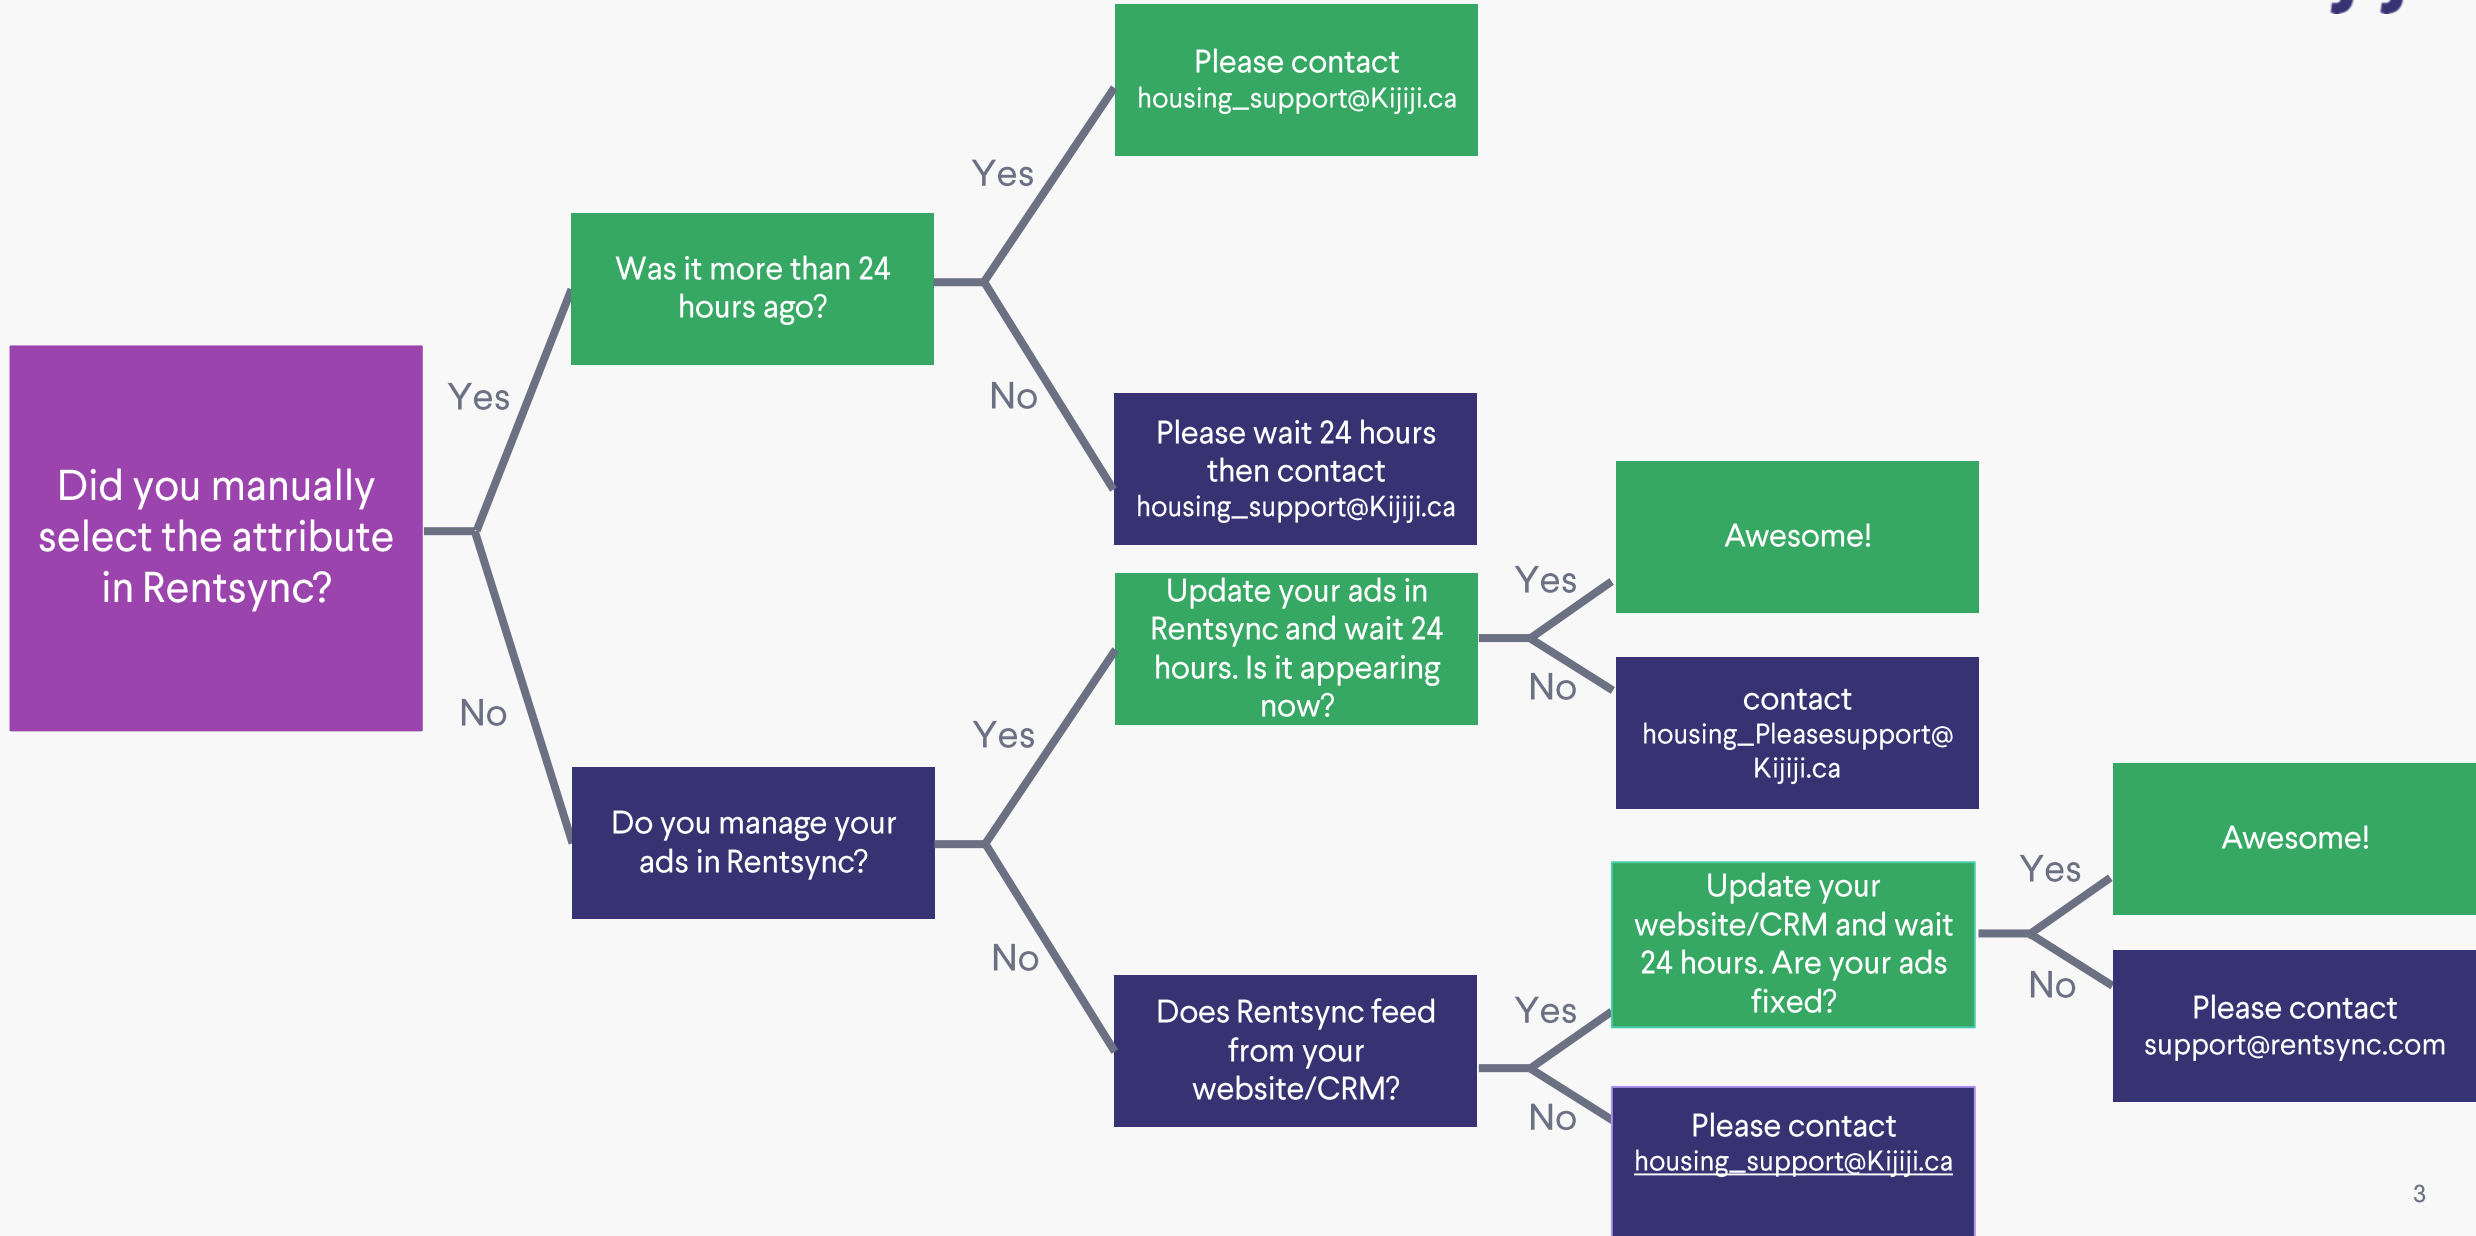 Please contact
housing_support@Kijiji.ca
Yes
Was it more than 24
hours ago?
Yes
No
Please wait 24 hours
then contact
housing_support@Kijiji.ca
Did you manually
select the attribute
in Rentsync?
No
Update your ads in
Rentsync and wait 24
hours. Is it appearing
now?
Yes
Awesome!
No
contact
housing_Pleasesupport@
Kijiji.ca
Yes
Do you manage your
ads in Rentsync?
No
Does Rentsync feed
from your
website/CRM?
Yes
Update your
website/CRM and wait
24 hours. Are your ads
fixed?
Yes
Awesome!
No
Please contact
support@rentsync.com
No
Please contact
housing_support@Kijiji.ca
3